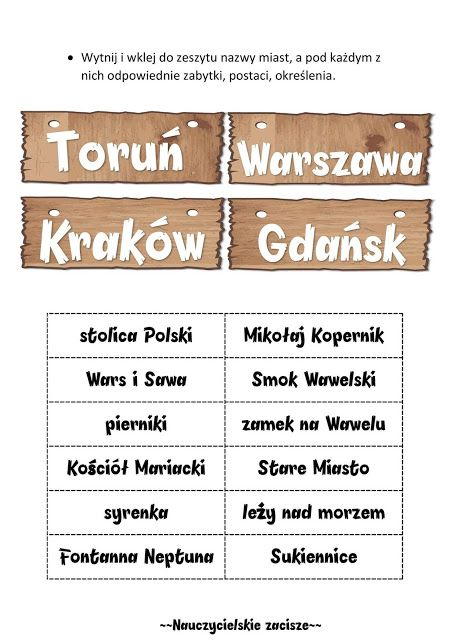 • Wytnij i wklej do zeszytu nazwy miast, a pod każdym z
nich odpowiednie zabytki, postaci, określenia.
Toruń Warszawa
Kraków Gdańsk
stolica Polski Mikołaj Kopernik
Wars i Sawa Smok Wawelski
pierniki zamek na Wawelu
Kościół Mariacki Stare Miasto
syrenka leży nad morzem
Fontanna Neptuna Sukiennice
~~Nauczycielskie zacisze~~